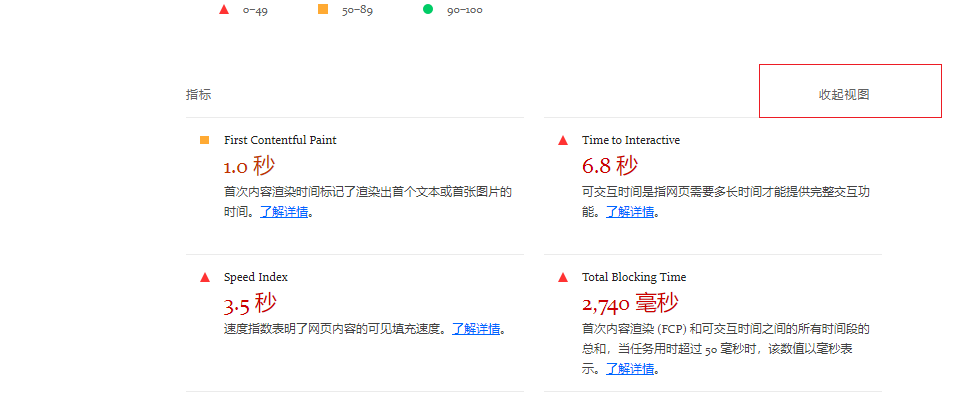 0–49 50–89 90–100
指标 收起视图
First Contentful Paint
1.0 秒
首次内容渲染时间标记了渲染出首个文本或首张图片的
时间。了解详情。
Time to Interactive
6.8 秒
可交互时间是指网页需要多长时间才能提供完整交互功
能。了解详情。
Speed Index
3.5 秒
速度指数表明了网页内容的可见填充速度。了解详情。
Total Blocking Time
2,740 毫秒
首次内容渲染 (FCP) 和可交互时间之间的所有时间段的
总和，当任务用时超过 50 毫秒时，该数值以毫秒表
示。了解详情。